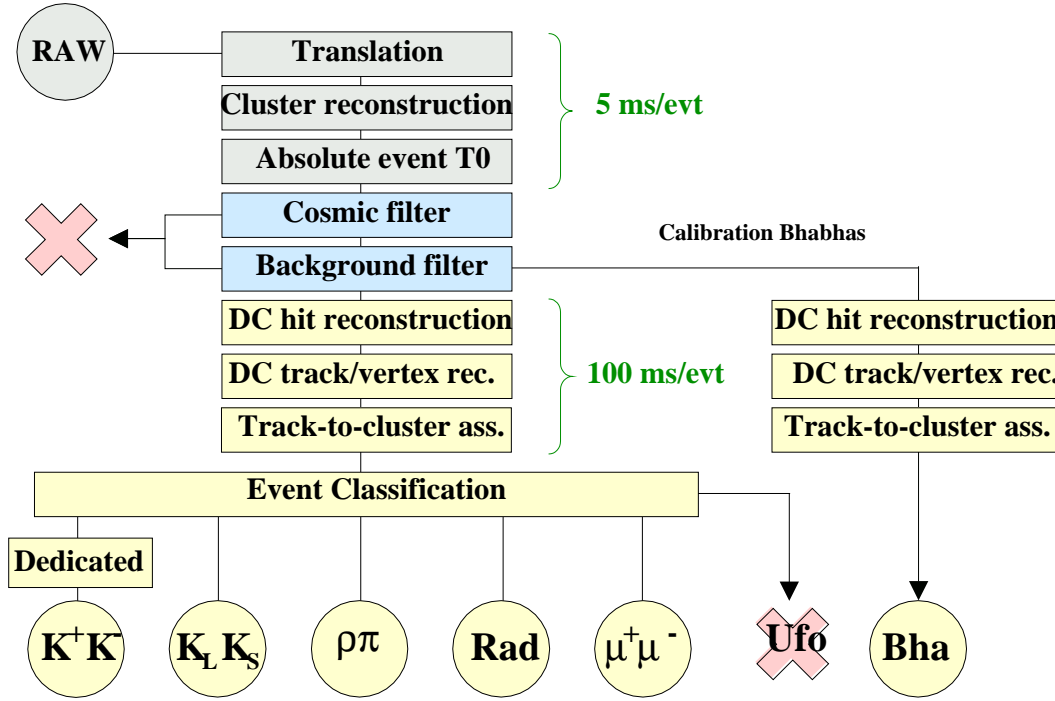 RAW
Translation
Cluster reconstruction
5 ms/evt
Absolute event T0
Cosmic filter
Calibration Bhabhas
Background filter
DC hit reconstruction
DC hit reconstruction
DC track/vertex rec.
100 ms/evt
DC track/vertex rec.
Track-to-cluster ass.
Track-to-cluster ass.
Event Classification
Dedicated
K⁺K⁻
K_L K_S
ρπ
Rad
μ⁺μ⁻
Ufo
Bha